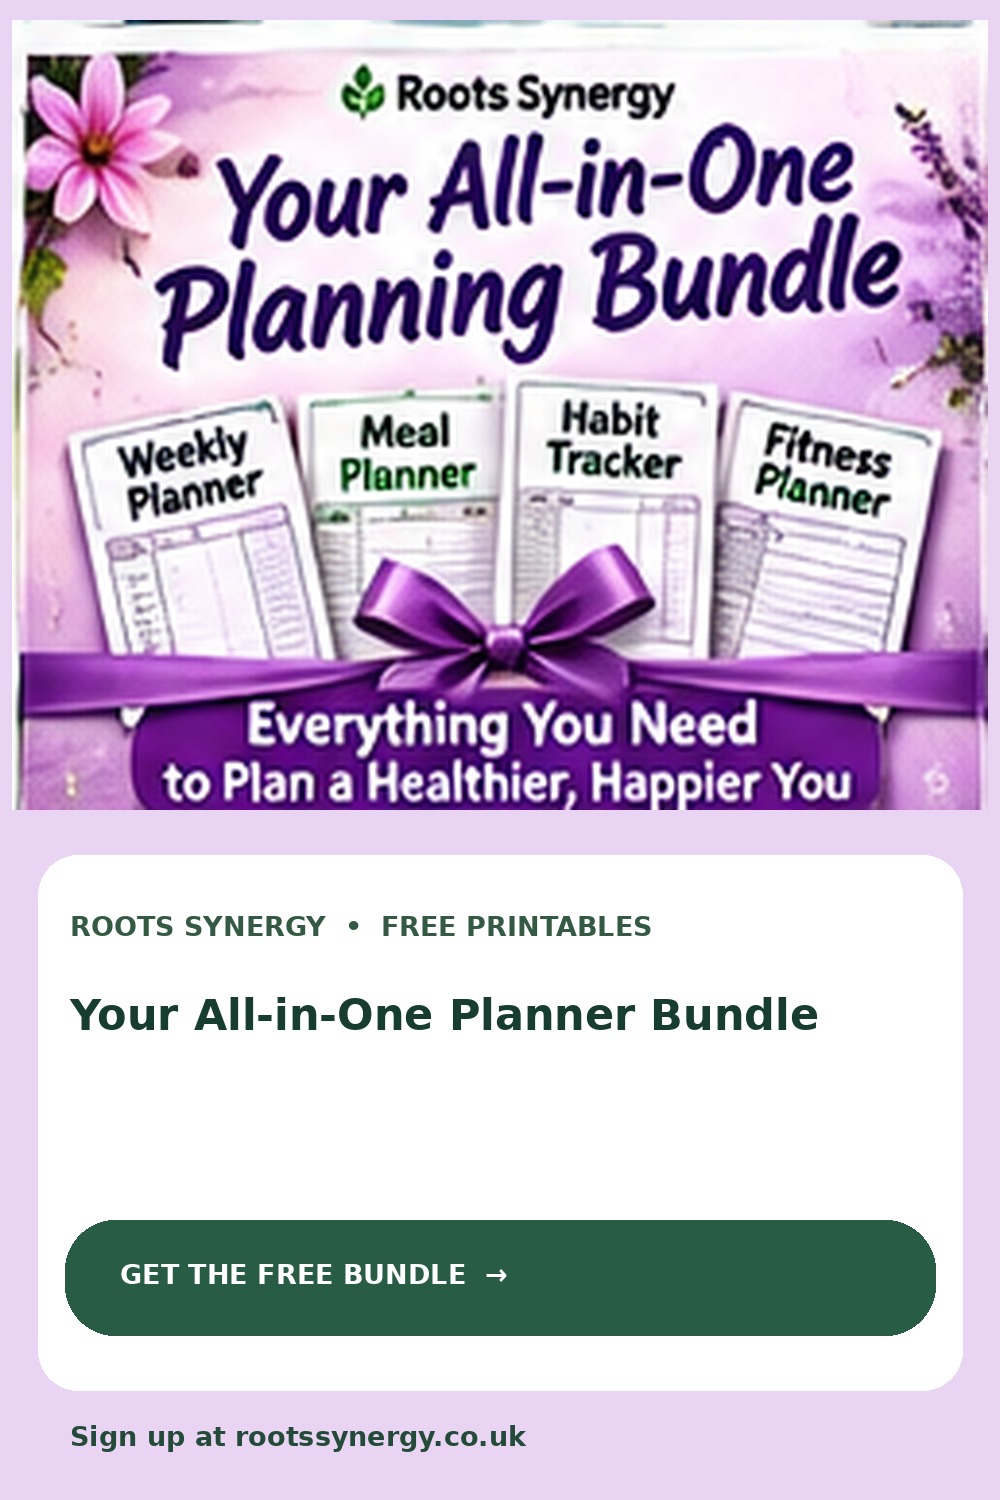 Roots Synergy
Your All-in-One
Planning Bundle
Weekly
Planner
Meal
Planner
Habit
Tracker
Fitness
Planner
Everything You Need
to Plan a Healthier, Happier You
ROOTS SYNERGY • FREE PRINTABLES
Your All-in-One Planner Bundle
GET THE FREE BUNDLE →
Sign up at rootssynergy.co.uk